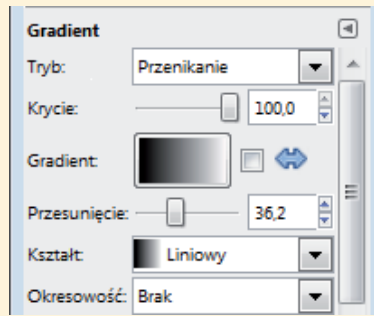 Gradient
Tryb: Przenikanie
Krycie: 100,0
Gradient:
Przesunięcie: 36,2
Kształt: Liniowy
Okresowość: Brak